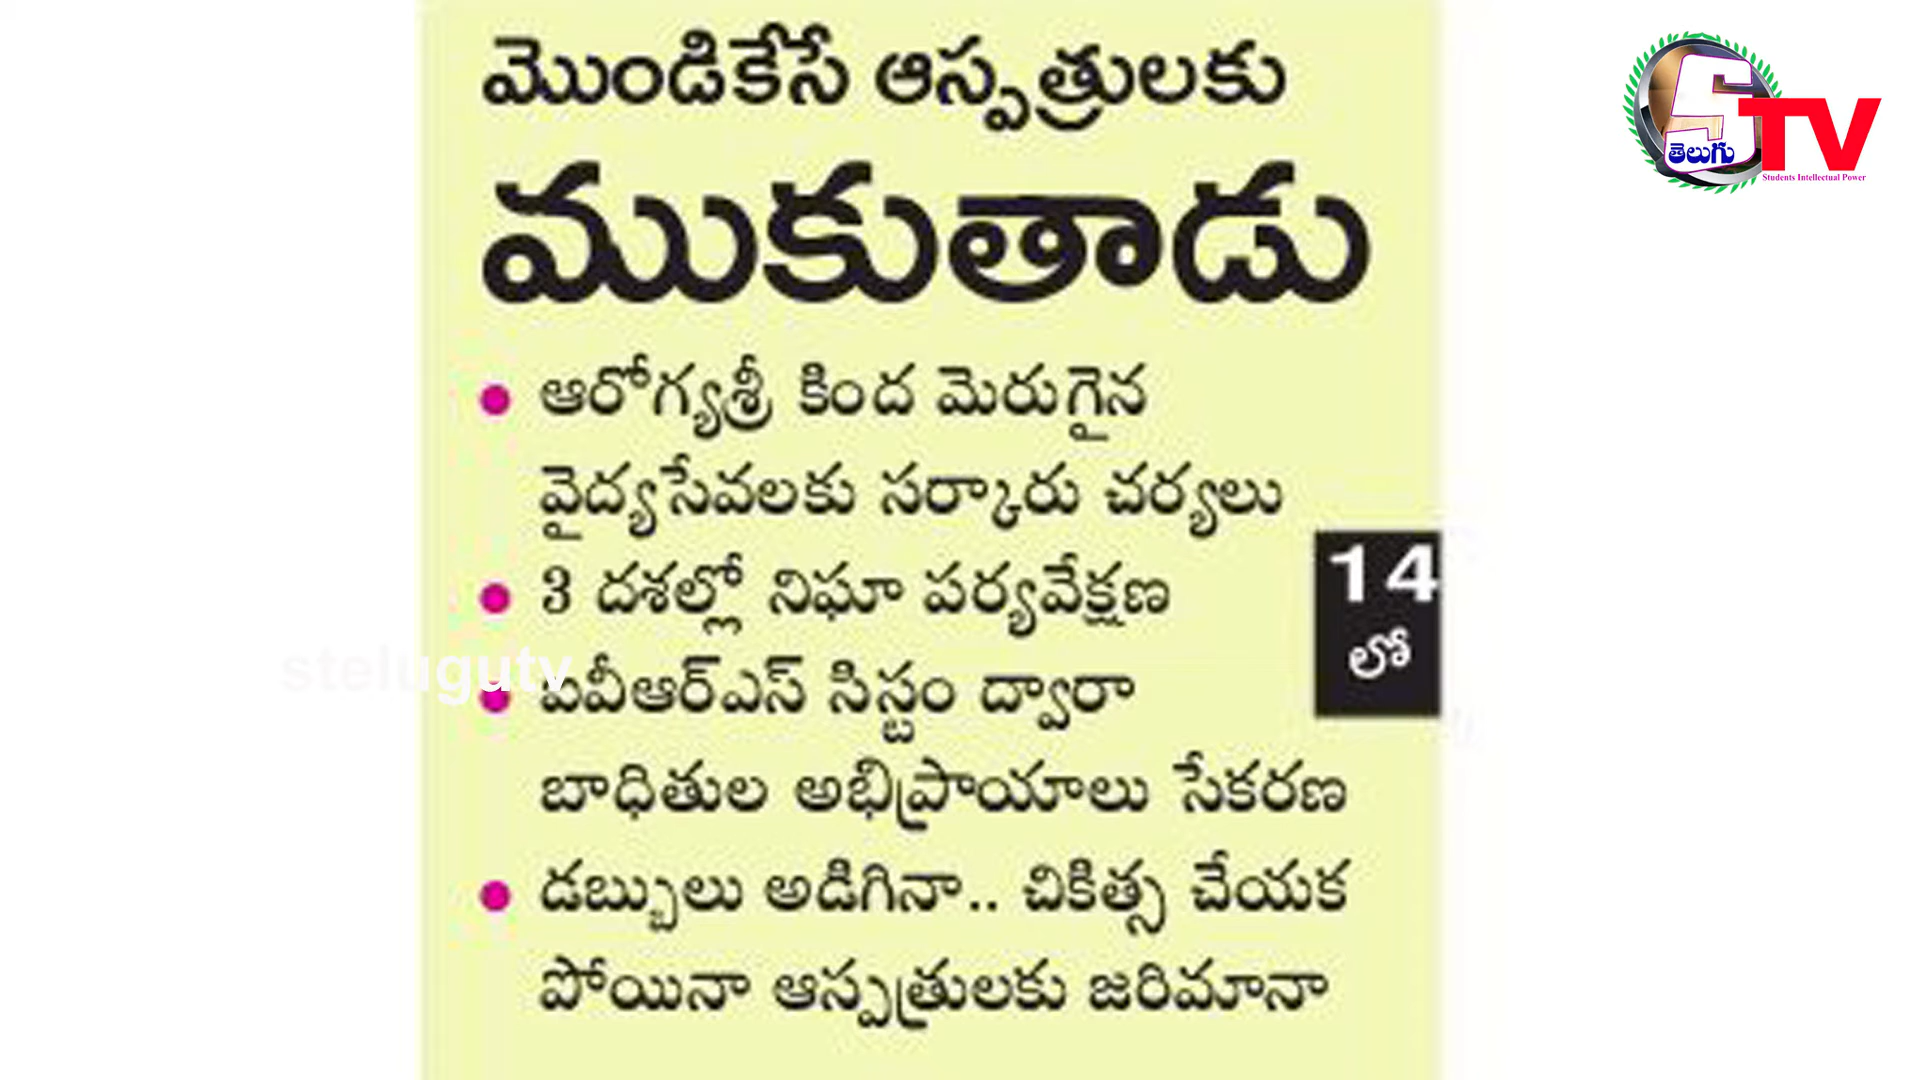 మొండికేసే ఆస్పత్రులకు
ముకుతాడు
• ఆరోగ్యశ్రీ కింద మెరుగైన
వైద్యసేవలకు సర్కారు చర్యలు
• 3 దశల్లో నిఘా పర్యవేక్షణ
• ఐవీఆర్ఎస్ సిస్టం ద్వారా
బాధితుల అభిప్రాయాలు సేకరణ
• డబ్బులు అడిగినా.. చికిత్స చేయక
పోయినా ఆస్పత్రులకు జరిమానా
14
లో
stelugutv
S TV
తెలుగు
Students Intellectual Power